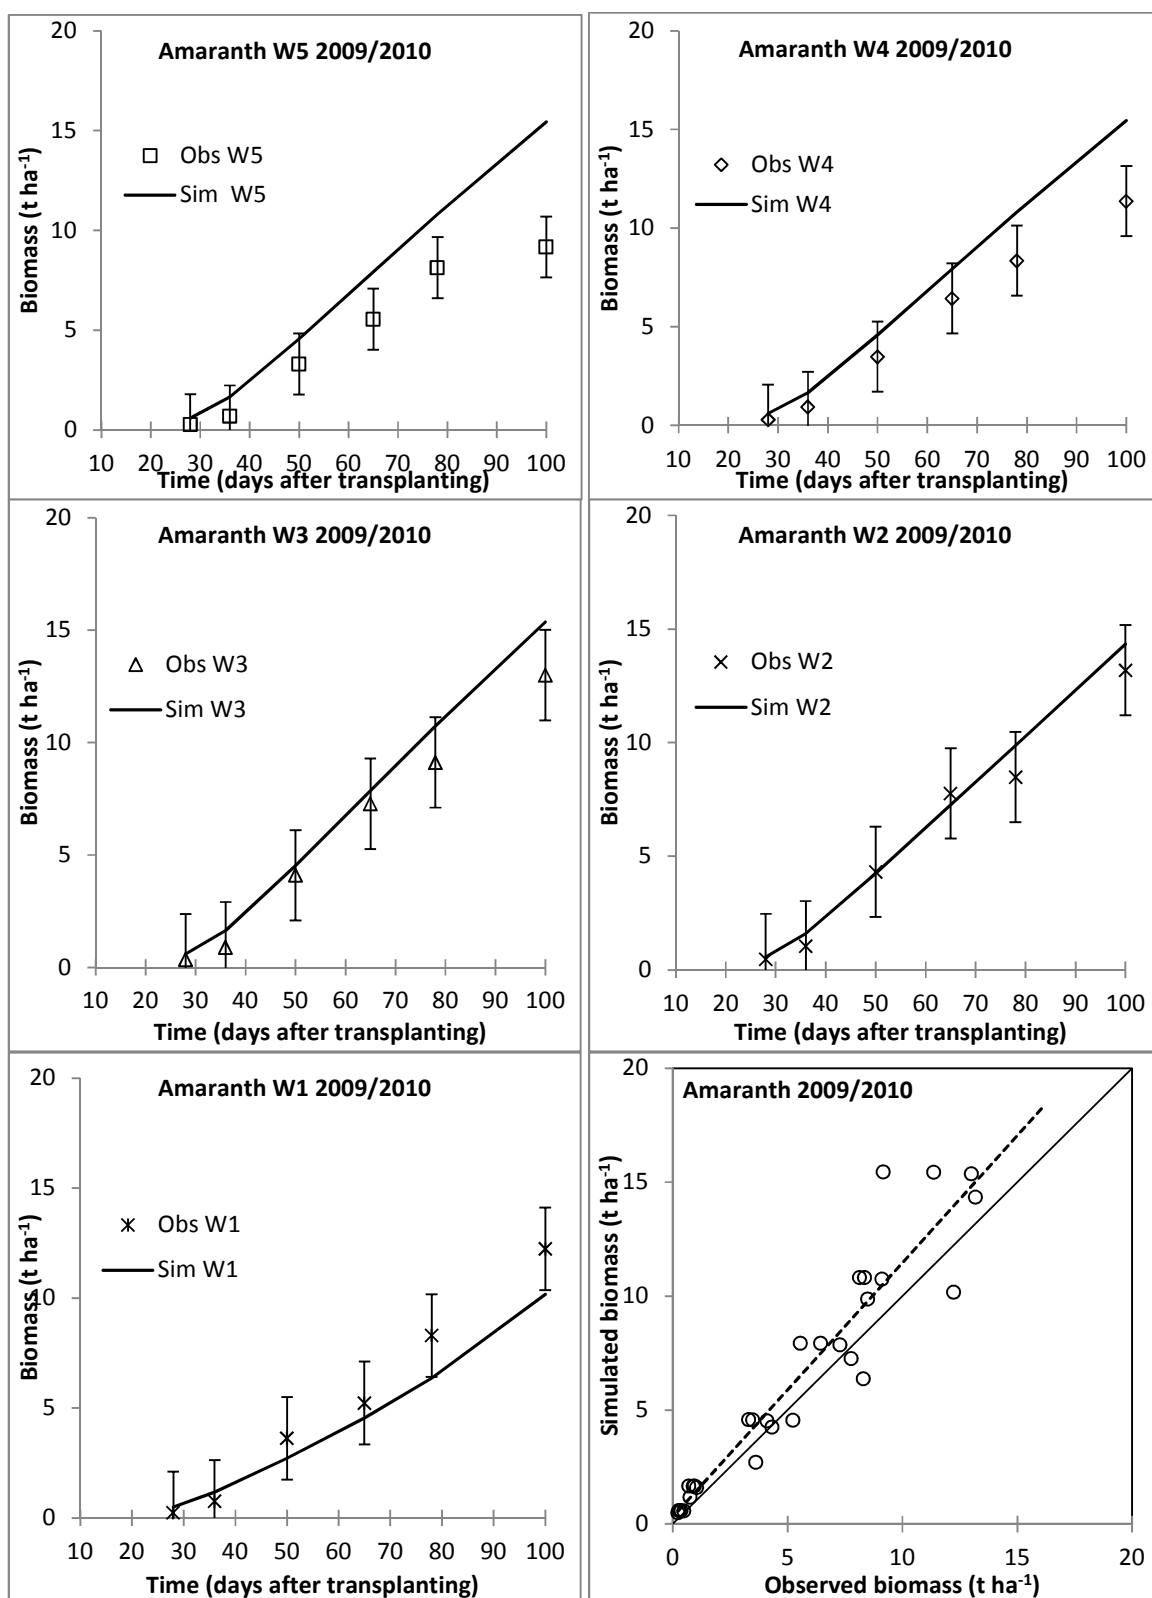 Amaranth W5 2009/2010
Biomass (t ha⁻¹)
20
15
10
5
0
Obs W5
Sim W5
10 20 30 40 50 60 70 80 90 100
Time (days after transplanting)
Amaranth W4 2009/2010
Biomass (t ha⁻¹)
20
15
10
5
0
Obs W4
Sim W4
10 20 30 40 50 60 70 80 90 100
Time (days after transplanting)
Amaranth W3 2009/2010
Biomass (t ha⁻¹)
20
15
10
5
0
Obs W3
Sim W3
10 20 30 40 50 60 70 80 90 100
Time (days after transplanting)
Amaranth W2 2009/2010
Biomass (t ha⁻¹)
20
15
10
5
0
Obs W2
Sim W2
10 20 30 40 50 60 70 80 90 100
Time (days after transplanting)
Amaranth W1 2009/2010
Biomass (t ha⁻¹)
20
15
10
5
0
Obs W1
Sim W1
10 20 30 40 50 60 70 80 90 100
Time (days after transplanting)
Amaranth 2009/2010
Simulated biomass (t ha⁻¹)
20
15
10
5
0
0 5 10 15 20
Observed biomass (t ha⁻¹)